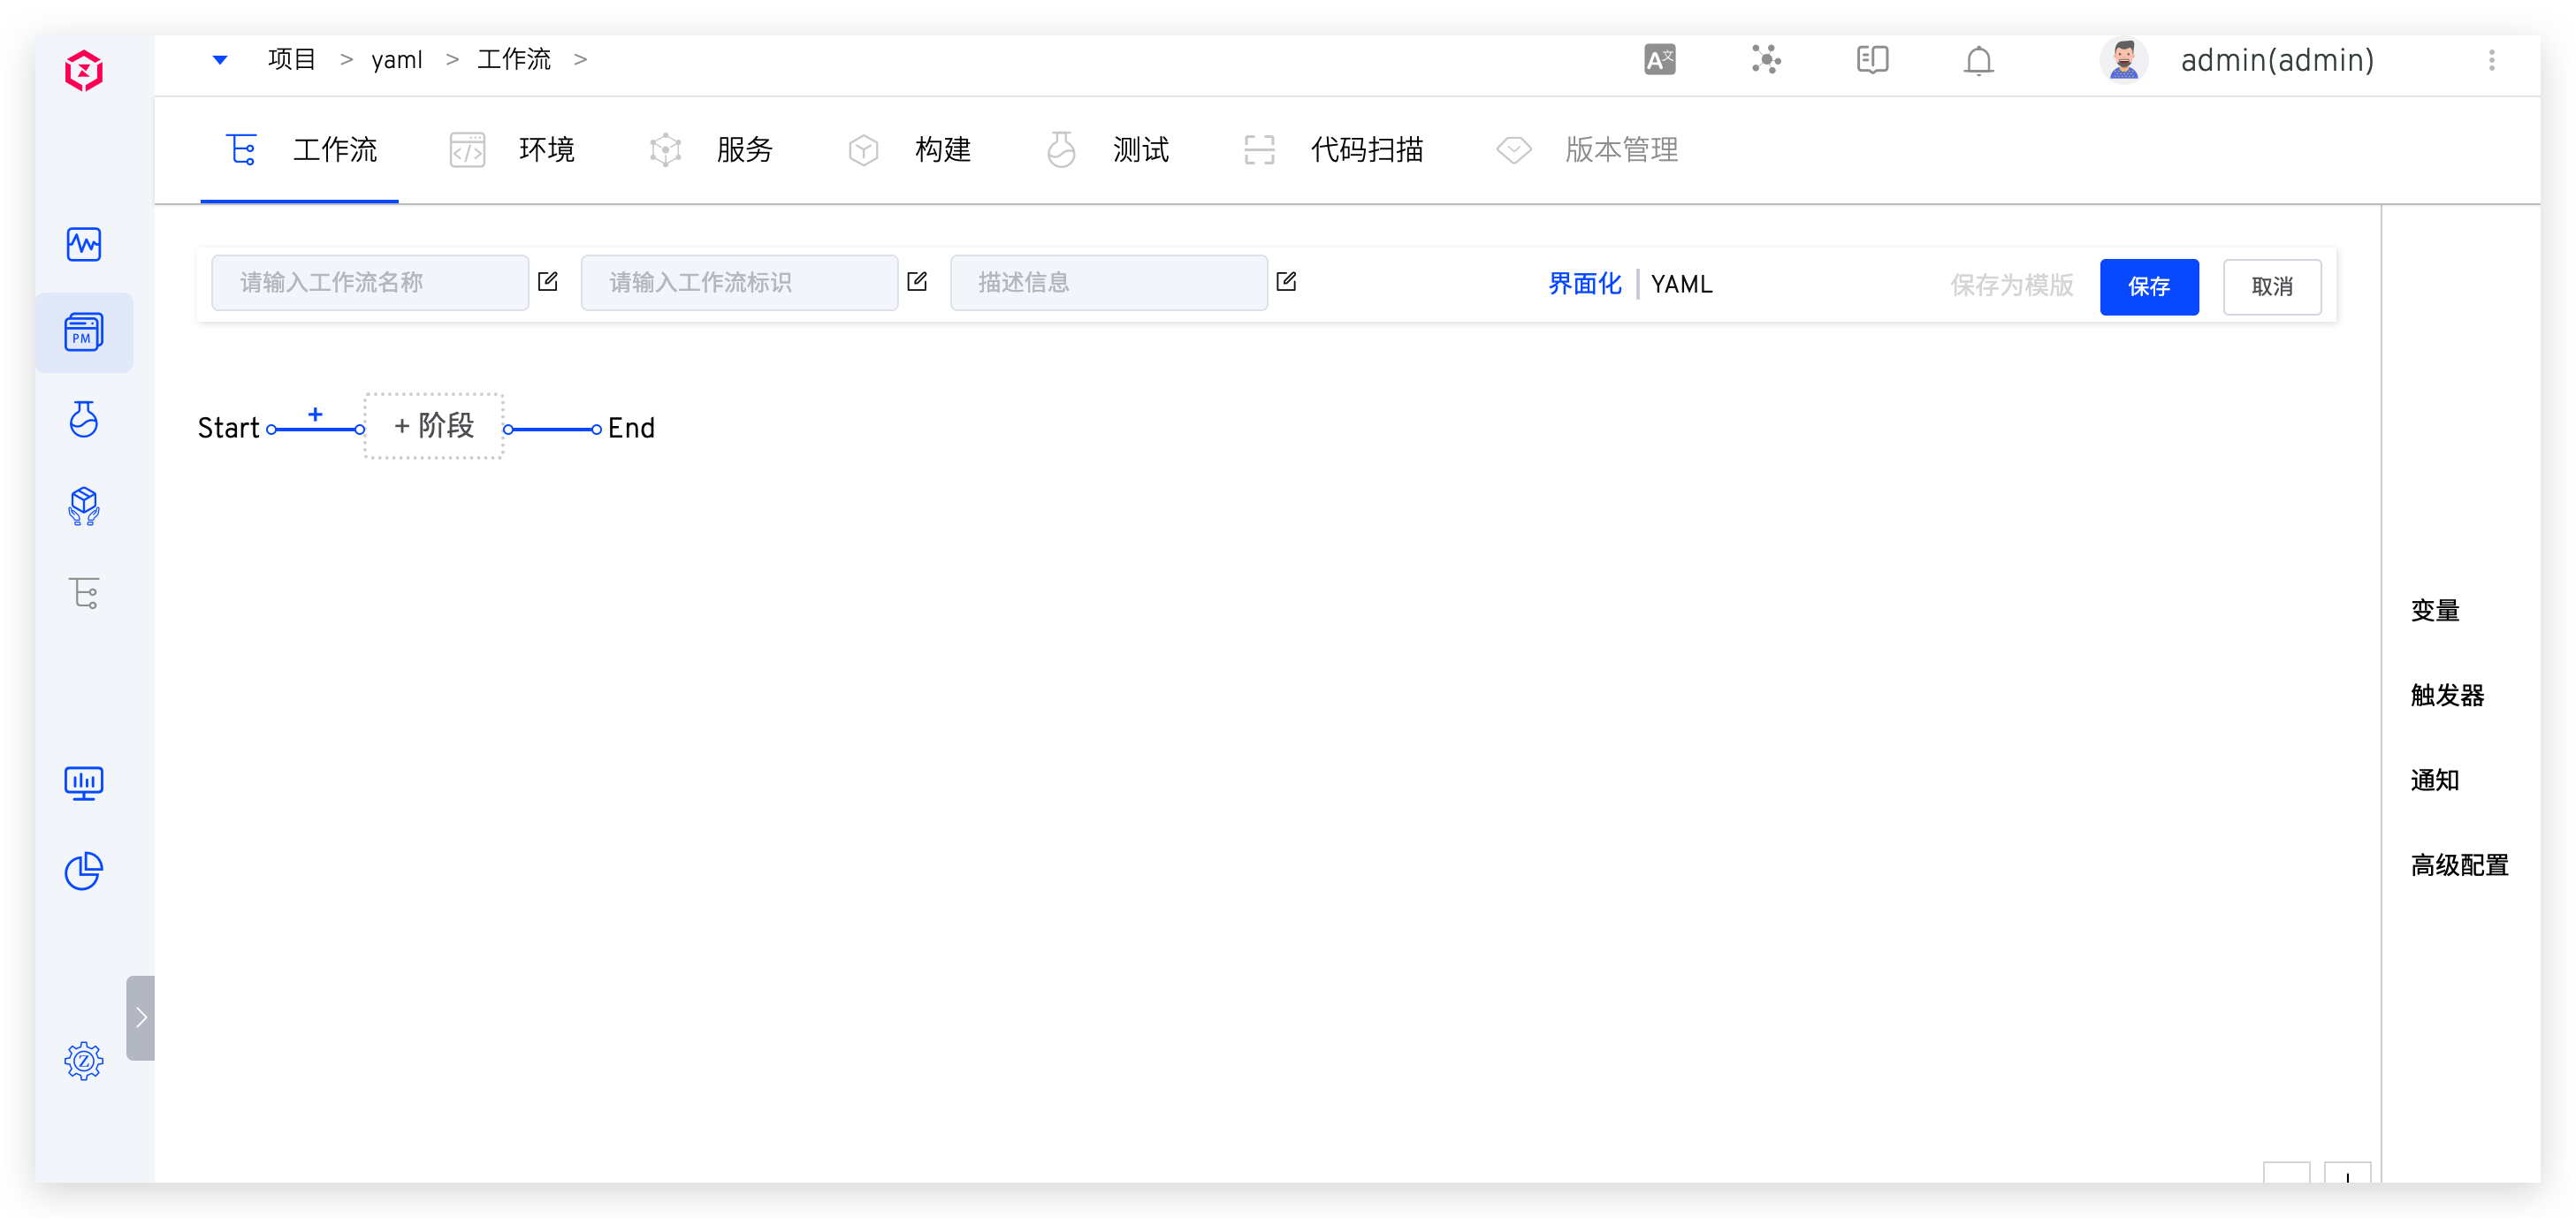 项目 > yaml > 工作流 >
admin(admin)
工作流 环境 服务 构建 测试 代码扫描 版本管理
请输入工作流名称 请输入工作流标识 描述信息 界面化 | YAML 保存为模版 保存 取消
PM
Start + + 阶段 End
变量
触发器
通知
高级配置